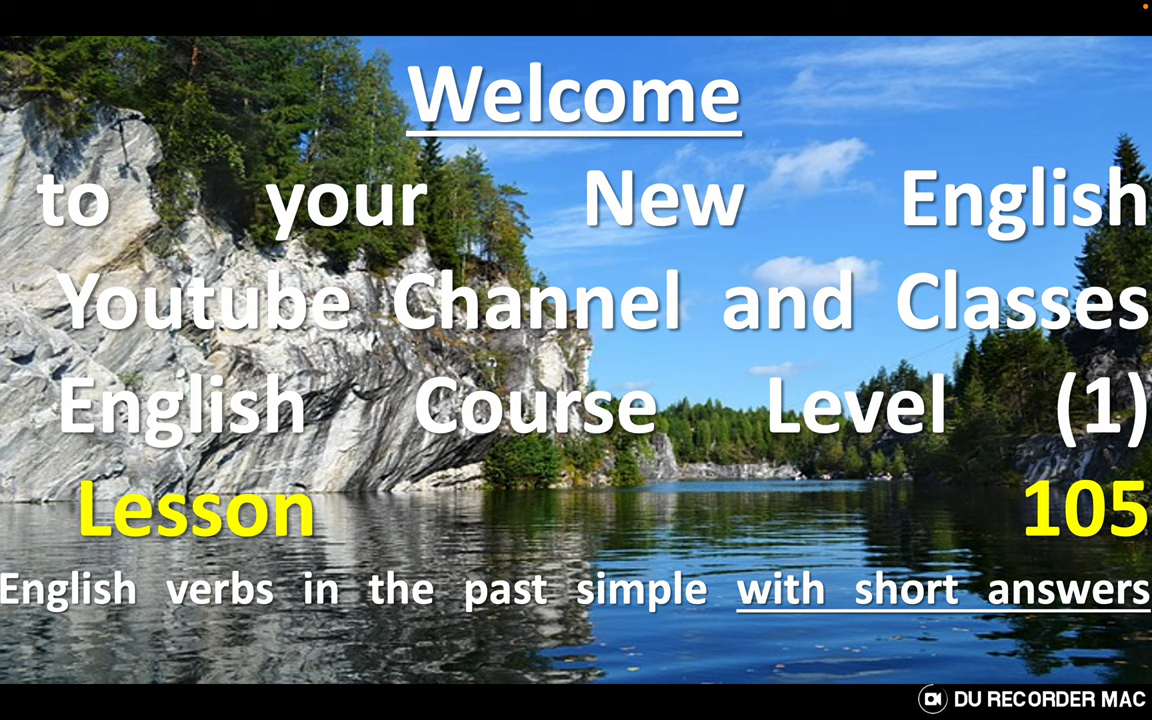 Welcome
to your New English
Youtube Channel and Classes
English Course Level (1)
Lesson 105
English verbs in the past simple with short answers
DU RECORDER MAC